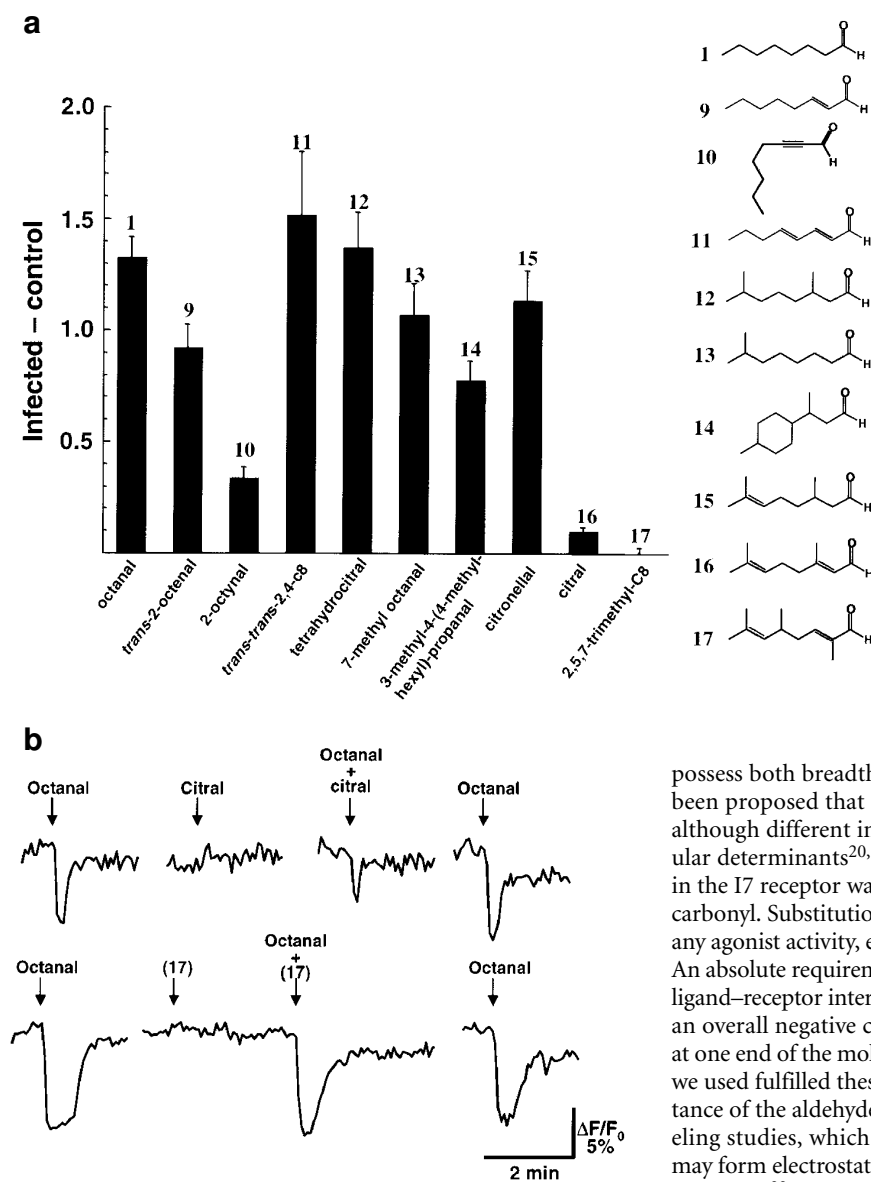 a
Infected – control
2.0
1.5
1.0
0.5
1
9
10
11
12
13
14
15
16
17
octanal
trans-2-octenal
2-octynal
trans-trans-2,4-c8
tetrahydrocitral
7-methyl octanal
3-methyl-4-(4-methyl-
hexyl)-propanal
citronellal
citral
2,5,7-trimethyl-C8
1
O
H
9
O
H
10
O
H
11
O
H
12
O
H
13
O
H
14
O
H
15
O
H
16
O
H
17
O
H
b
Octanal
Citral
Octanal
+
citral
Octanal
Octanal
(17)
Octanal
+
(17)
Octanal
ΔF/F0
5%
2 min
possess both breadth
been proposed that
although different in
ular determinants20,
in the I7 receptor wa
carbonyl. Substitutio
any agonist activity, e
An absolute requiren
ligand–receptor inter
an overall negative c
at one end of the mol
we used fulfilled thes
tance of the aldehyde
eling studies, which
may form electrostat